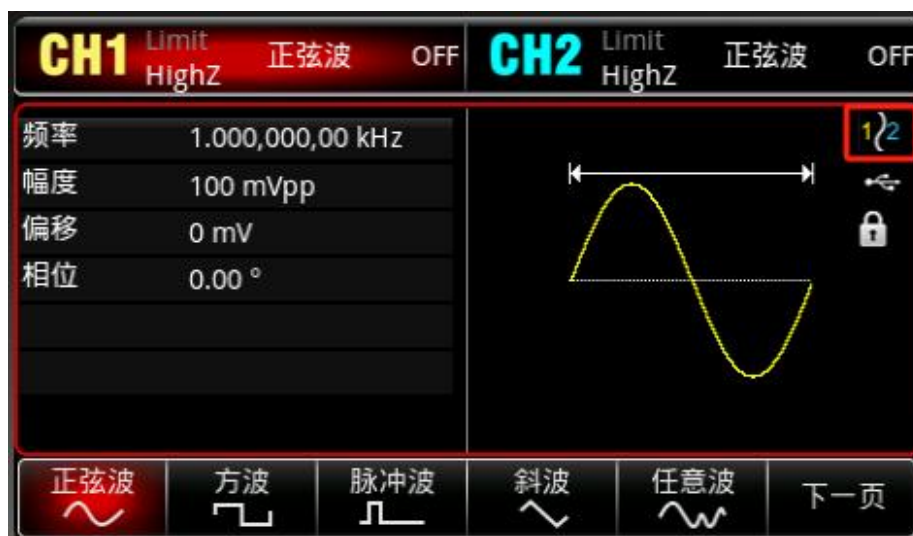 CH1 Limit HighZ 正弦波 OFF
CH2 Limit HighZ 正弦波 OFF
频率 1.000,000,00 kHz
1 2
幅度 100 mVpp
偏移 0 mV
相位 0.00 °
正弦波 方波 脉冲波 斜波 任意波 下一页